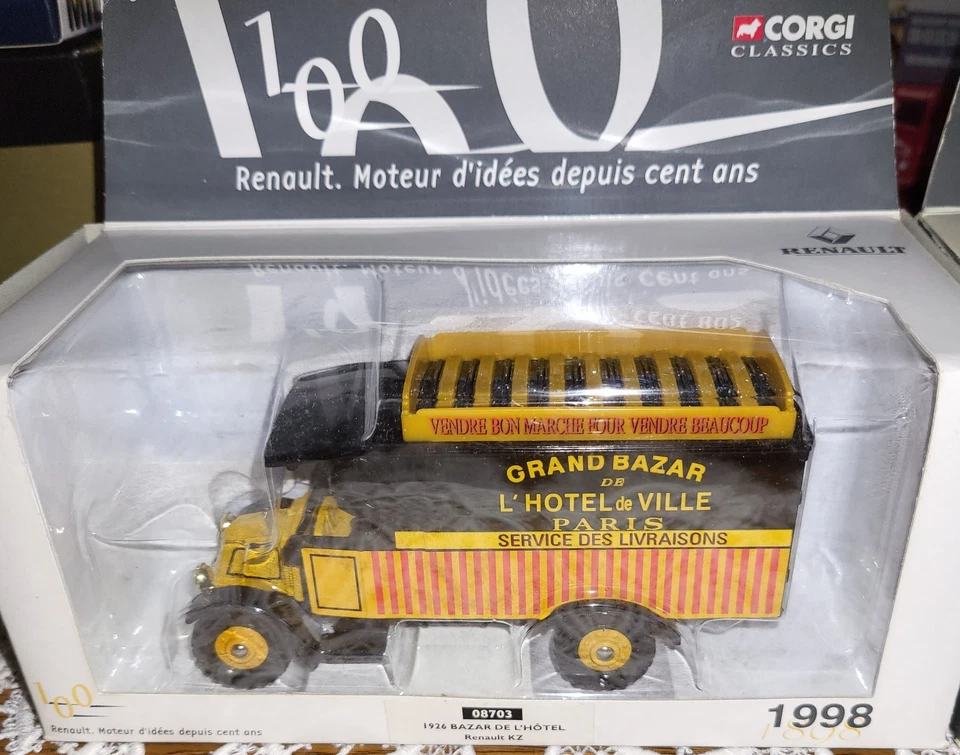 100
CORGI
CLASSICS
Renault. Moteur d'idées depuis cent ans
RENAULT
VENDRE BON MARCHE POUR VENDRE BEAUCOUP
GRAND BAZAR
DE
L'HOTEL de VILLE
PARIS
SERVICE DES LIVRAISONS
100
Renault. Moteur d'idées depuis cent ans
08703
1926 BAZAR DE L'HÔTEL
Renault KZ
1998
1898